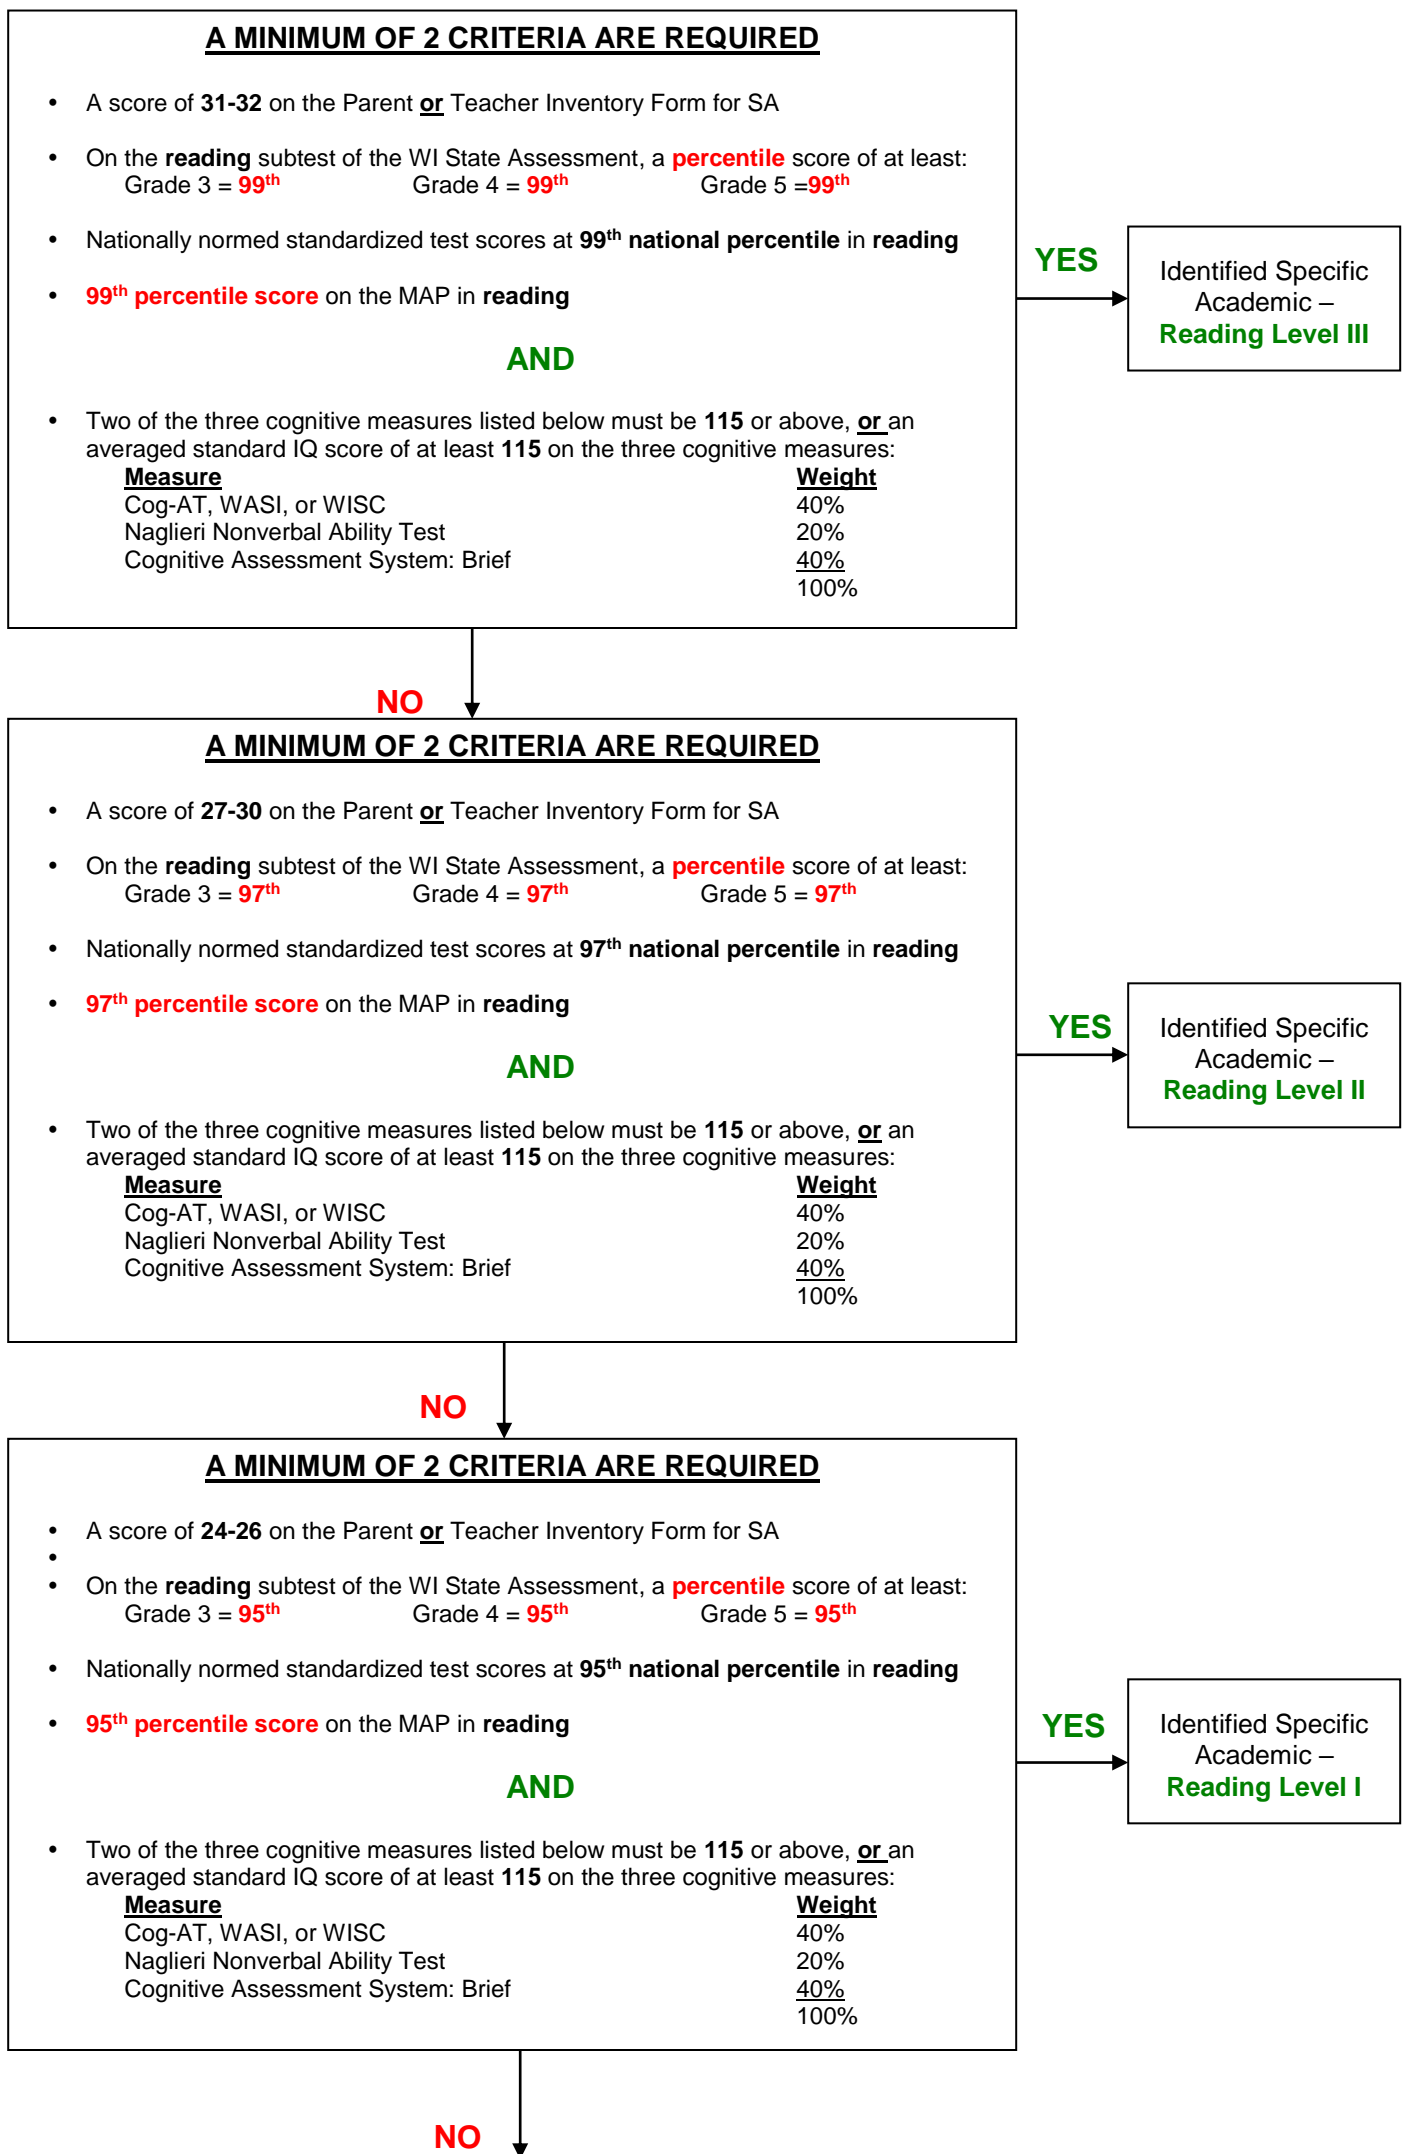 A MINIMUM OF 2 CRITERIA ARE REQUIRED
• A score of 31-32 on the Parent or Teacher Inventory Form for SA
• On the reading subtest of the WI State Assessment, a percentile score of at least:
Grade 3 = 99th Grade 4 = 99th Grade 5 =99th
• Nationally normed standardized test scores at 99th national percentile in reading
• 99th percentile score on the MAP in reading
AND
• Two of the three cognitive measures listed below must be 115 or above, or an
averaged standard IQ score of at least 115 on the three cognitive measures:
Measure Weight
Cog-AT, WASI, or WISC 40%
Naglieri Nonverbal Ability Test 20%
Cognitive Assessment System: Brief 40%
100%
YES
Identified Specific
Academic –
Reading Level III
NO
A MINIMUM OF 2 CRITERIA ARE REQUIRED
• A score of 27-30 on the Parent or Teacher Inventory Form for SA
• On the reading subtest of the WI State Assessment, a percentile score of at least:
Grade 3 = 97th Grade 4 = 97th Grade 5 = 97th
• Nationally normed standardized test scores at 97th national percentile in reading
• 97th percentile score on the MAP in reading
AND
• Two of the three cognitive measures listed below must be 115 or above, or an
averaged standard IQ score of at least 115 on the three cognitive measures:
Measure Weight
Cog-AT, WASI, or WISC 40%
Naglieri Nonverbal Ability Test 20%
Cognitive Assessment System: Brief 40%
100%
YES
Identified Specific
Academic –
Reading Level II
NO
A MINIMUM OF 2 CRITERIA ARE REQUIRED
• A score of 24-26 on the Parent or Teacher Inventory Form for SA
•
• On the reading subtest of the WI State Assessment, a percentile score of at least:
Grade 3 = 95th Grade 4 = 95th Grade 5 = 95th
• Nationally normed standardized test scores at 95th national percentile in reading
• 95th percentile score on the MAP in reading
AND
• Two of the three cognitive measures listed below must be 115 or above, or an
averaged standard IQ score of at least 115 on the three cognitive measures:
Measure Weight
Cog-AT, WASI, or WISC 40%
Naglieri Nonverbal Ability Test 20%
Cognitive Assessment System: Brief 40%
100%
YES
Identified Specific
Academic –
Reading Level I
NO